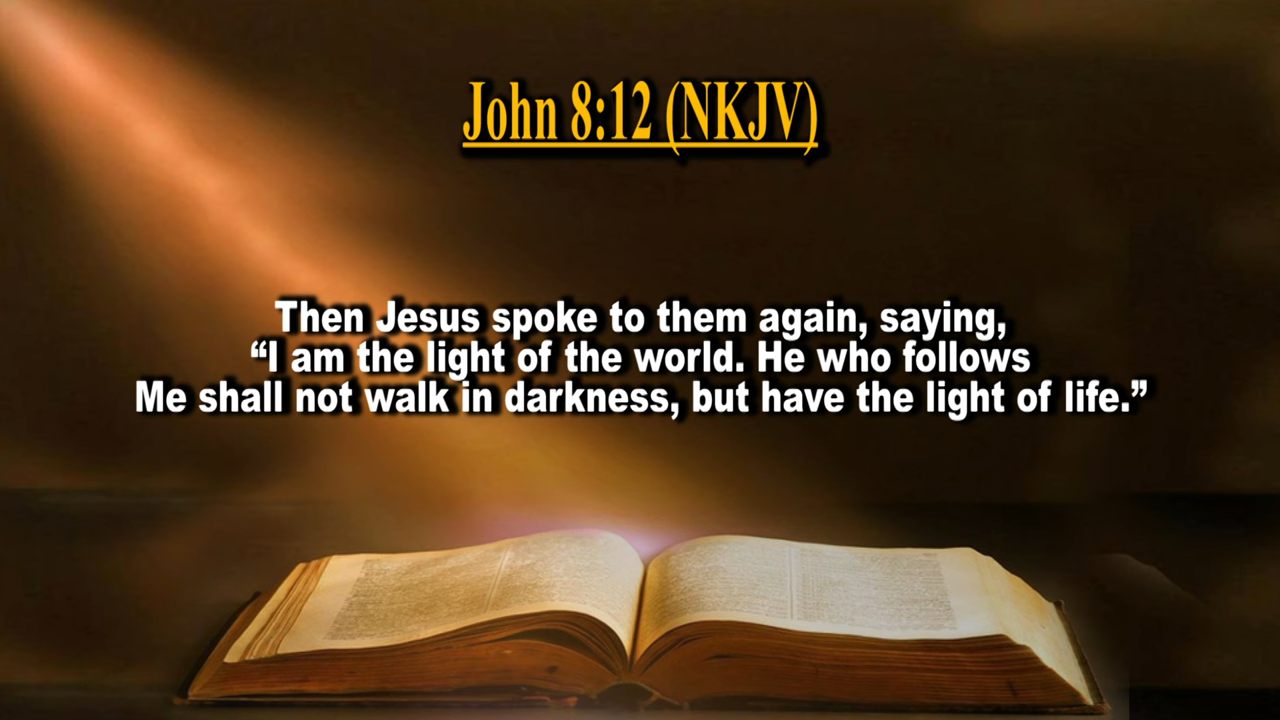 John 8:12 (NKJV)
Then Jesus spoke to them again, saying,
“I am the light of the world. He who follows
Me shall not walk in darkness, but have the light of life.”